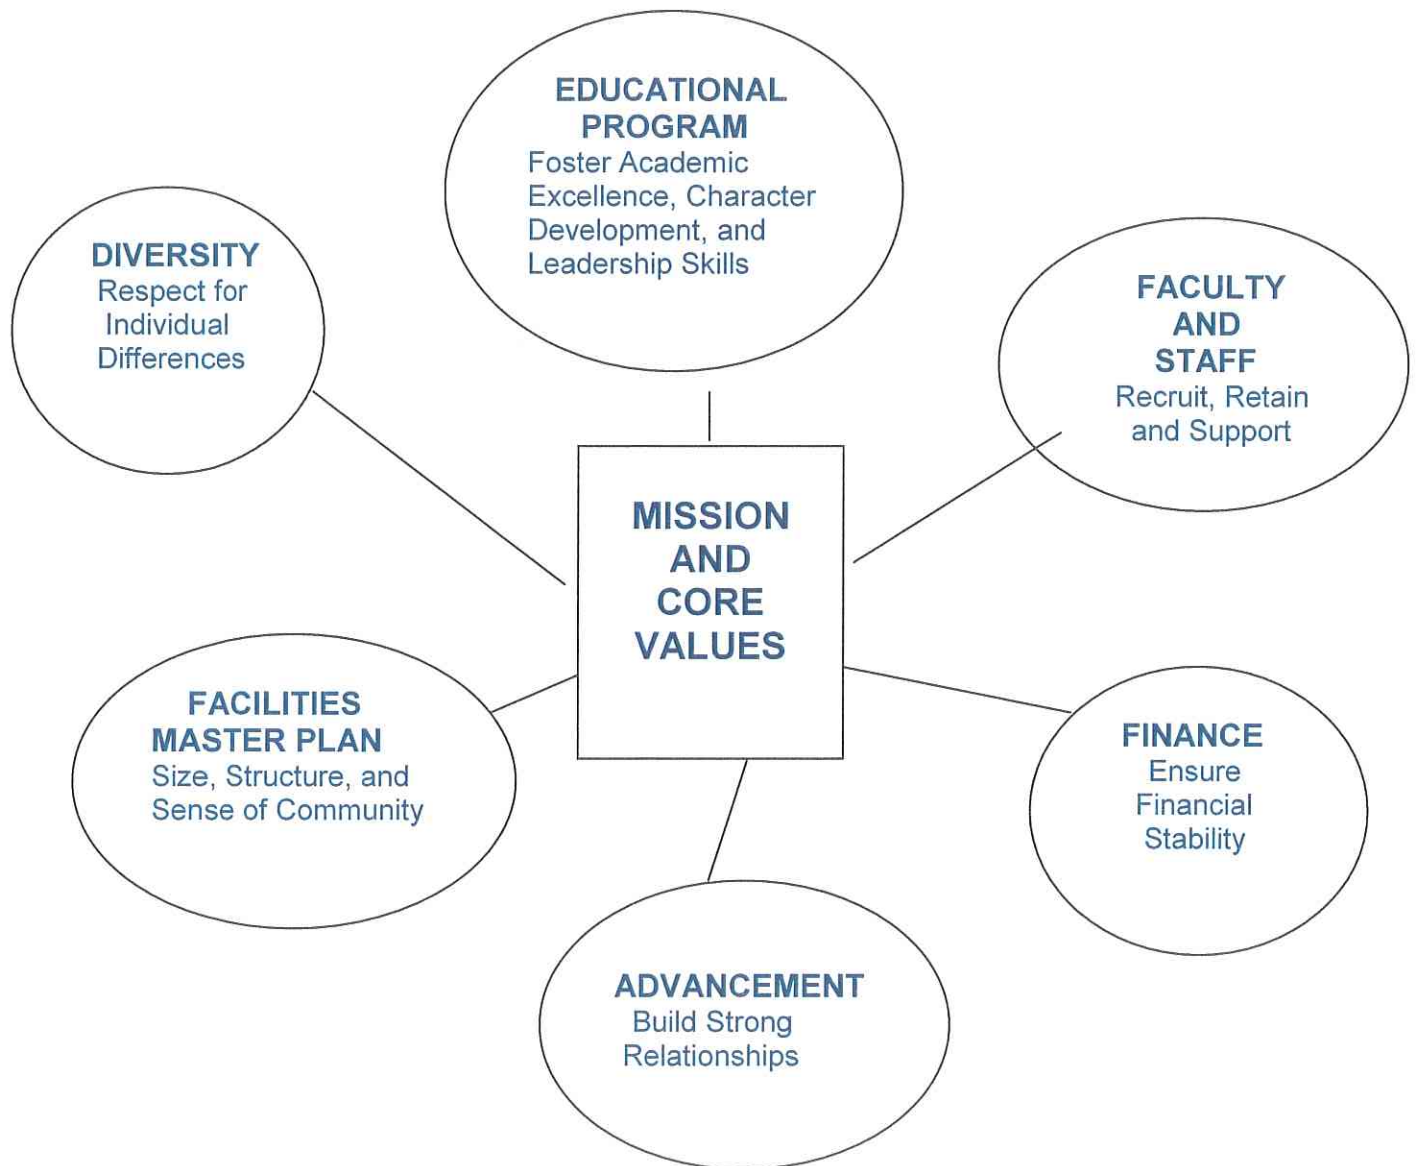 EDUCATIONAL
PROGRAM
Foster Academic
Excellence, Character
Development, and
Leadership Skills
DIVERSITY
Respect for
Individual
Differences
FACULTY
AND
STAFF
Recruit, Retain
and Support
MISSION
AND
CORE
VALUES
FACILITIES
MASTER PLAN
Size, Structure, and
Sense of Community
FINANCE
Ensure
Financial
Stability
ADVANCEMENT
Build Strong
Relationships